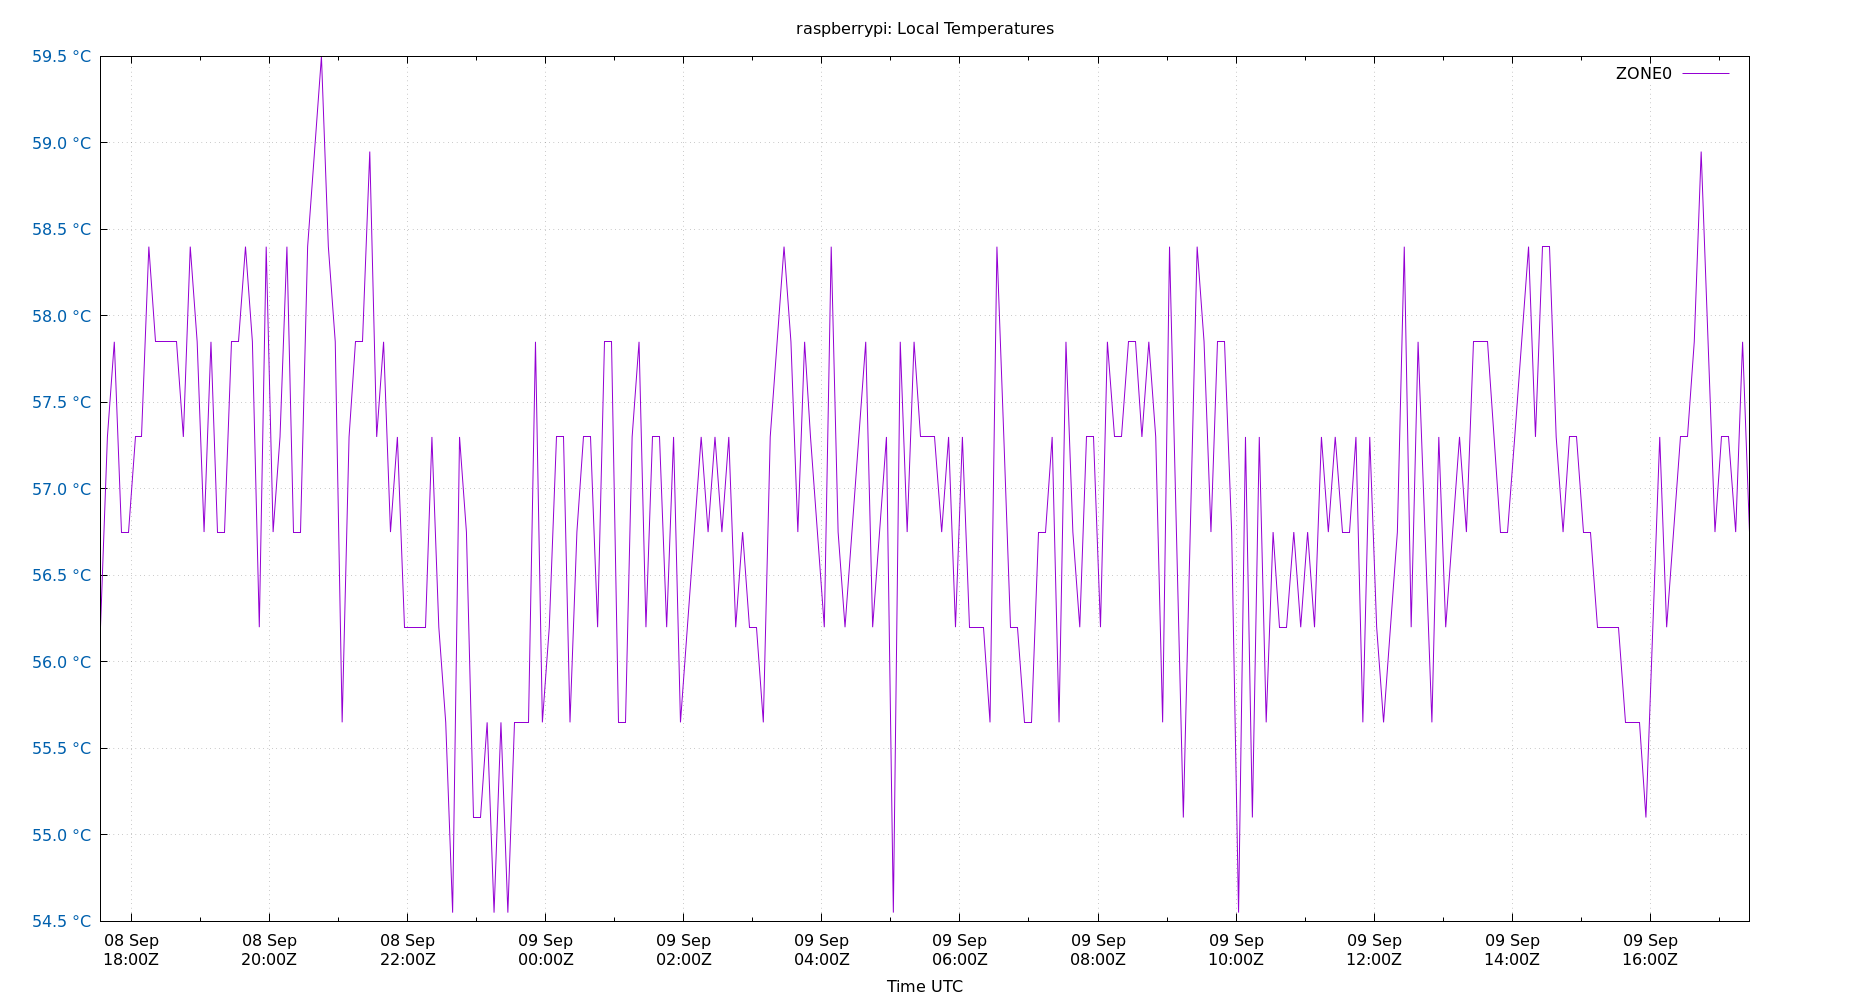 raspberrypi: Local Temperatures
59.5 °C
ZONE0
59.0 °C
58.5 °C
58.0 °C
57.5 °C
57.0 °C
56.5 °C
56.0 °C
55.5 °C
55.0 °C
54.5 °C
08 Sep 08 Sep 08 Sep 09 Sep 09 Sep 09 Sep 09 Sep 09 Sep 09 Sep 09 Sep 09 Sep 09 Sep
18:00Z 20:00Z 22:00Z 00:00Z 02:00Z 04:00Z 06:00Z 08:00Z 10:00Z 12:00Z 14:00Z 16:00Z
Time UTC